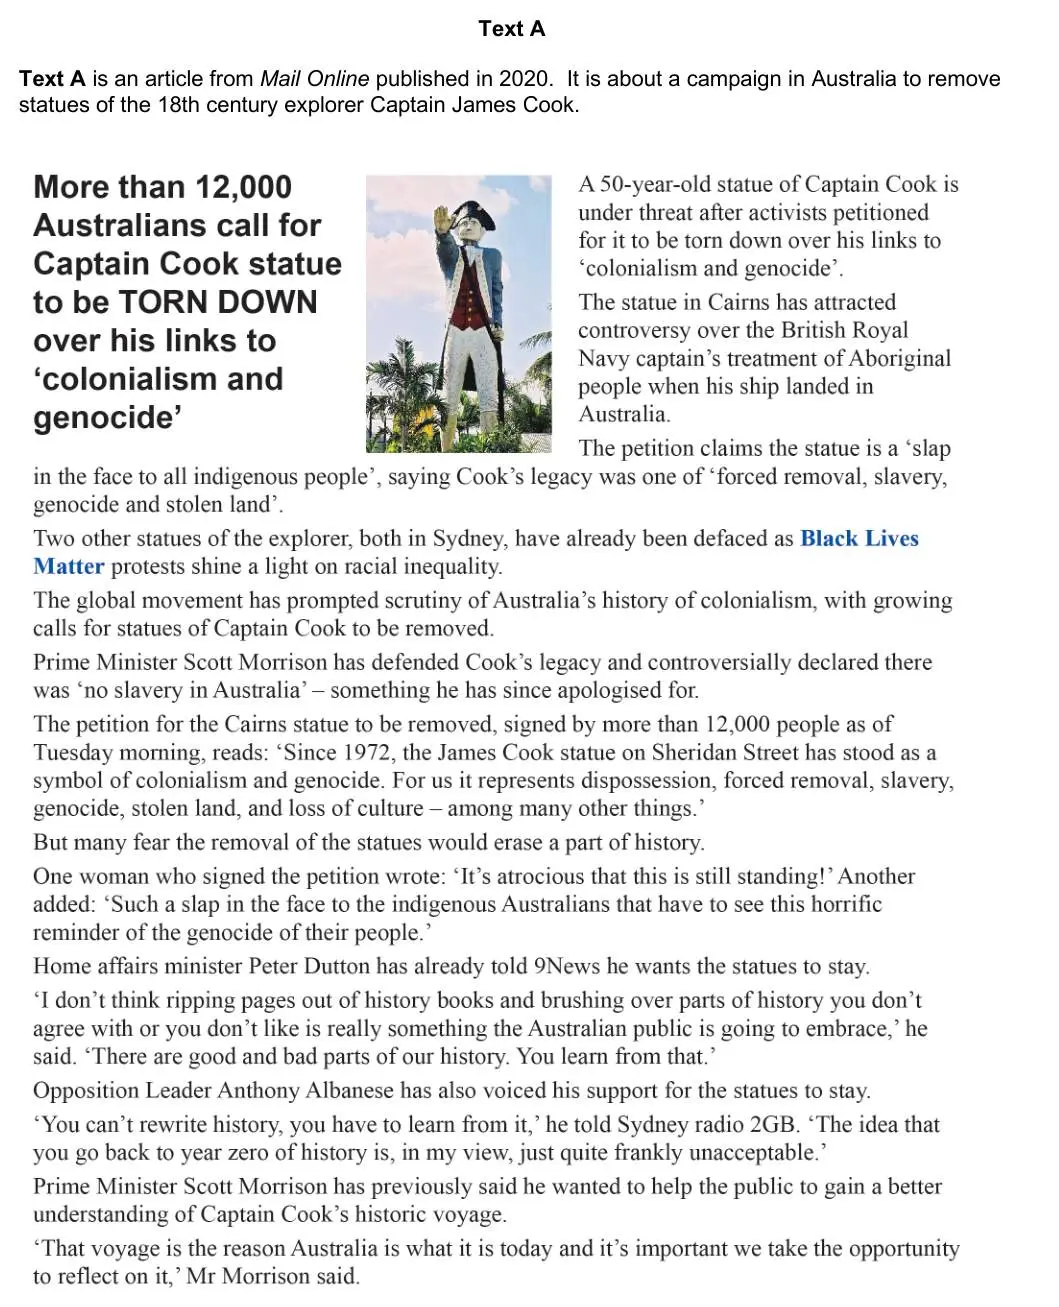 Text A
Text A is an article from Mail Online published in 2020.  It is about a campaign in Australia to remove
statues of the 18th century explorer Captain James Cook.
More than 12,000
Australians call for
Captain Cook statue
to be TORN DOWN
over his links to
‘colonialism and
genocide’
A 50-year-old statue of Captain Cook is
under threat after activists petitioned
for it to be torn down over his links to
‘colonialism and genocide’.
The statue in Cairns has attracted
controversy over the British Royal
Navy captain’s treatment of Aboriginal
people when his ship landed in
Australia.
The petition claims the statue is a ‘slap
in the face to all indigenous people’, saying Cook’s legacy was one of ‘forced removal, slavery,
genocide and stolen land’.
Two other statues of the explorer, both in Sydney, have already been defaced as Black Lives
Matter protests shine a light on racial inequality.
The global movement has prompted scrutiny of Australia’s history of colonialism, with growing
calls for statues of Captain Cook to be removed.
Prime Minister Scott Morrison has defended Cook’s legacy and controversially declared there
was ‘no slavery in Australia’ – something he has since apologised for.
The petition for the Cairns statue to be removed, signed by more than 12,000 people as of
Tuesday morning, reads: ‘Since 1972, the James Cook statue on Sheridan Street has stood as a
symbol of colonialism and genocide. For us it represents dispossession, forced removal, slavery,
genocide, stolen land, and loss of culture – among many other things.’
But many fear the removal of the statues would erase a part of history.
One woman who signed the petition wrote: ‘It’s atrocious that this is still standing!’ Another
added: ‘Such a slap in the face to the indigenous Australians that have to see this horrific
reminder of the genocide of their people.’
Home affairs minister Peter Dutton has already told 9News he wants the statues to stay.
‘I don’t think ripping pages out of history books and brushing over parts of history you don’t
agree with or you don’t like is really something the Australian public is going to embrace,’ he
said. ‘There are good and bad parts of our history. You learn from that.’
Opposition Leader Anthony Albanese has also voiced his support for the statues to stay.
‘You can’t rewrite history, you have to learn from it,’ he told Sydney radio 2GB. ‘The idea that
you go back to year zero of history is, in my view, just quite frankly unacceptable.’
Prime Minister Scott Morrison has previously said he wanted to help the public to gain a better
understanding of Captain Cook’s historic voyage.
‘That voyage is the reason Australia is what it is today and it’s important we take the opportunity
to reflect on it,’ Mr Morrison said.